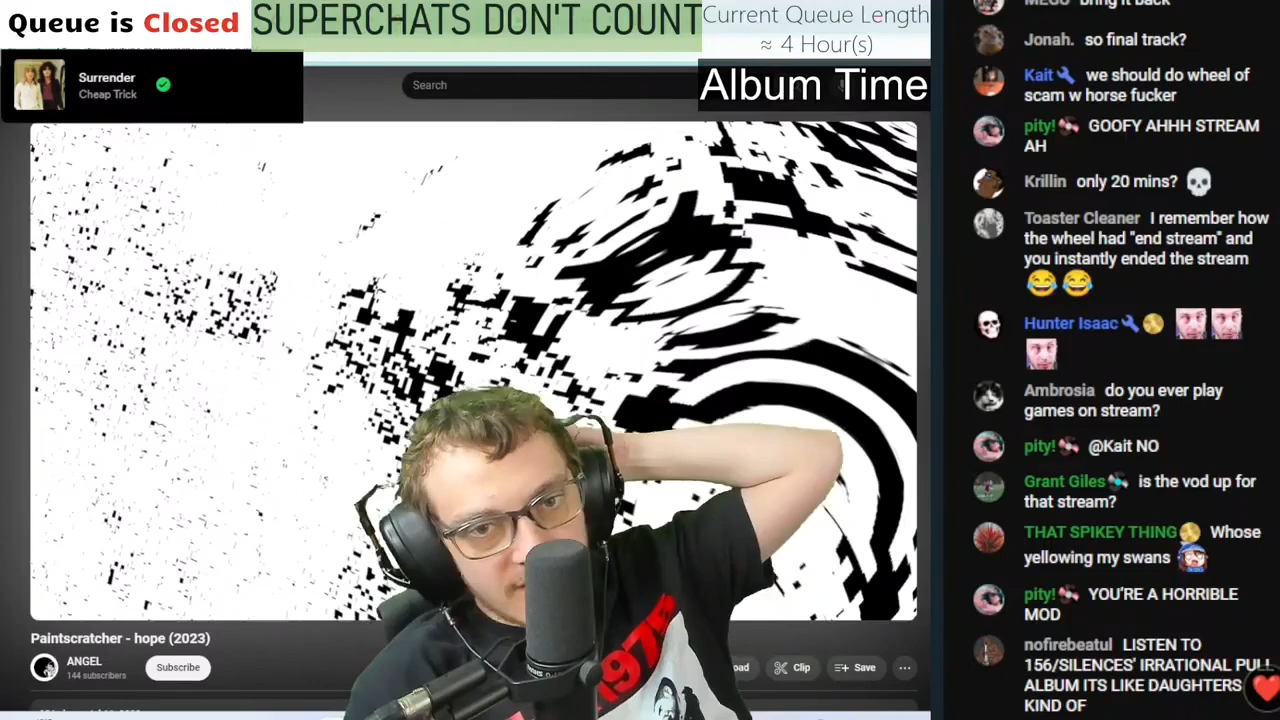 Queue is Closed
SUPERCHATS DON'T COUNT
Current Queue Length
≈ 4 Hour(s)
Album Time
Surrender
Cheap Trick
Search
1978
Paintscratcher - hope (2023)
ANGEL
144 subscribers
Subscribe
Clip
Save
bring it back
Jonah. so final track?
Kait we should do wheel of
scam w horse fucker
pity! GOOFY AHHH STREAM
AH
Krillin only 20 mins?
Toaster Cleaner I remember how
the wheel had "end stream" and
you instantly ended the stream
Hunter Isaac
Ambrosia do you ever play
games on stream?
pity! @Kait NO
Grant Giles is the vod up for
that stream?
THAT SPIKEY THING Whose
yellowing my swans
pity! YOU'RE A HORRIBLE
MOD
nofirebeatul LISTEN TO
156/SILENCES' IRRATIONAL PULL
ALBUM ITS LIKE DAUGHTERS
KIND OF